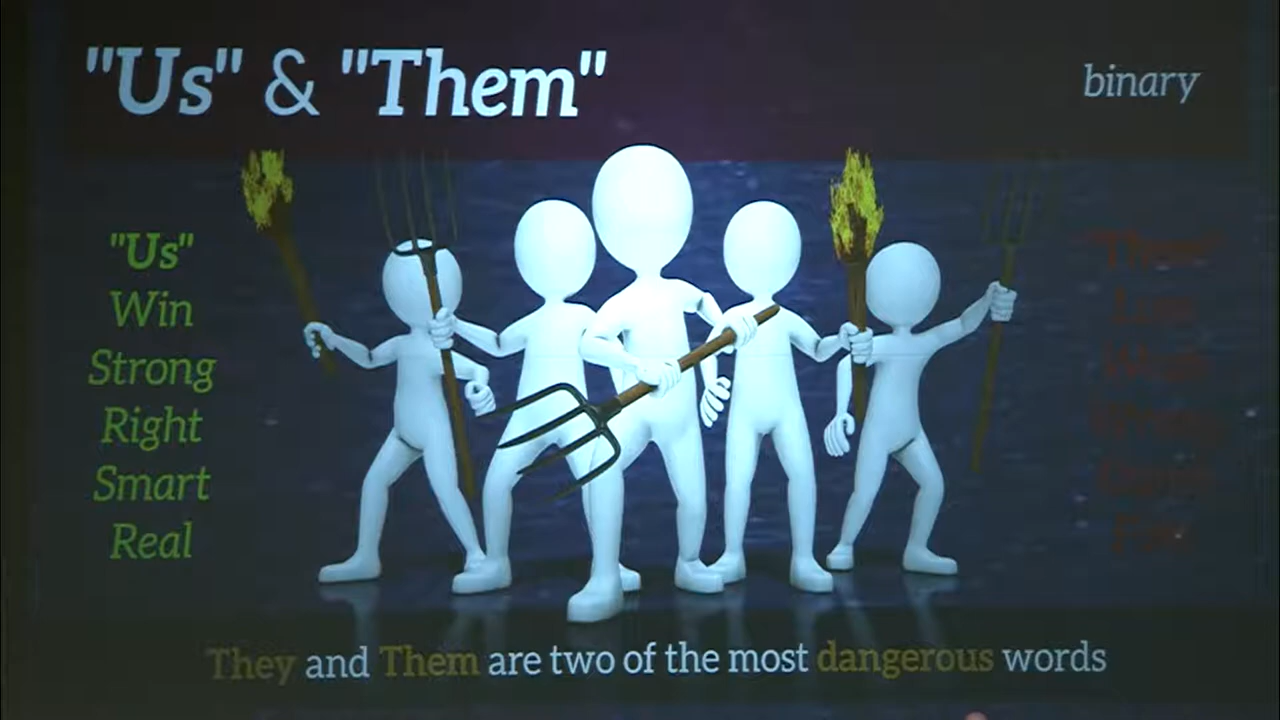 "Us" & "Them"
binary
"Us"
Win
Strong
Right
Smart
Real
They and Them are two of the most dangerous words